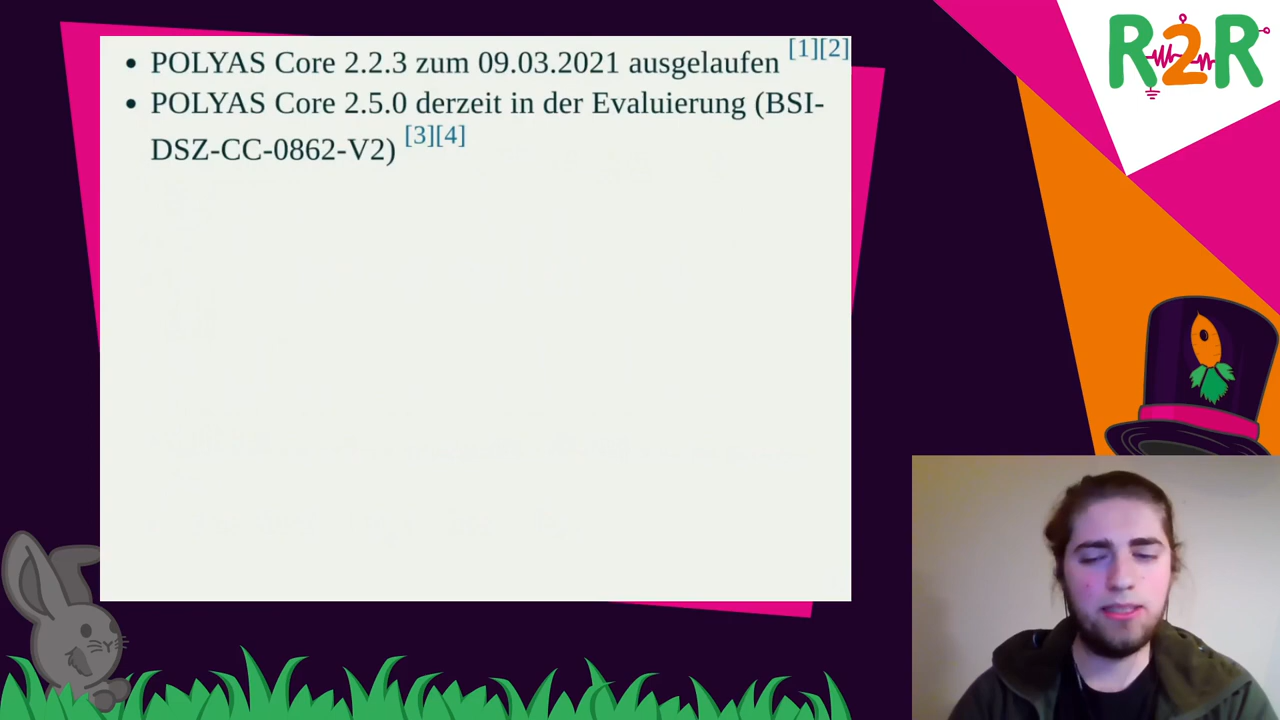 R2R
POLYAS Core 2.2.3 zum 09.03.2021 ausgelaufen [1][2]
POLYAS Core 2.5.0 derzeit in der Evaluierung (BSI-
DSZ-CC-0862-V2) [3][4]